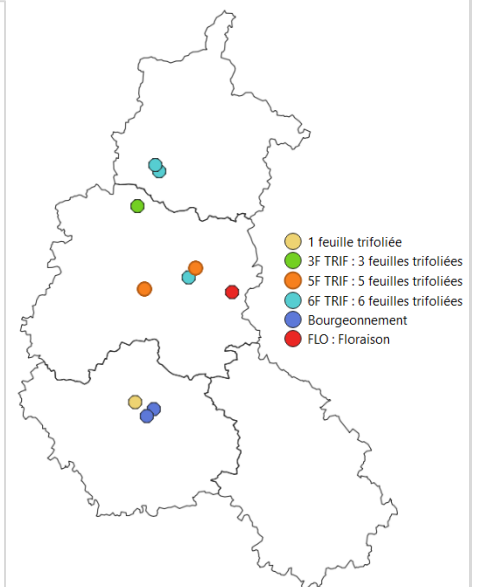 1 feuille trifoliée
3F TRIF : 3 feuilles trifoliées
5F TRIF : 5 feuilles trifoliées
6F TRIF : 6 feuilles trifoliées
Bourgeonnement
FLO : Floraison